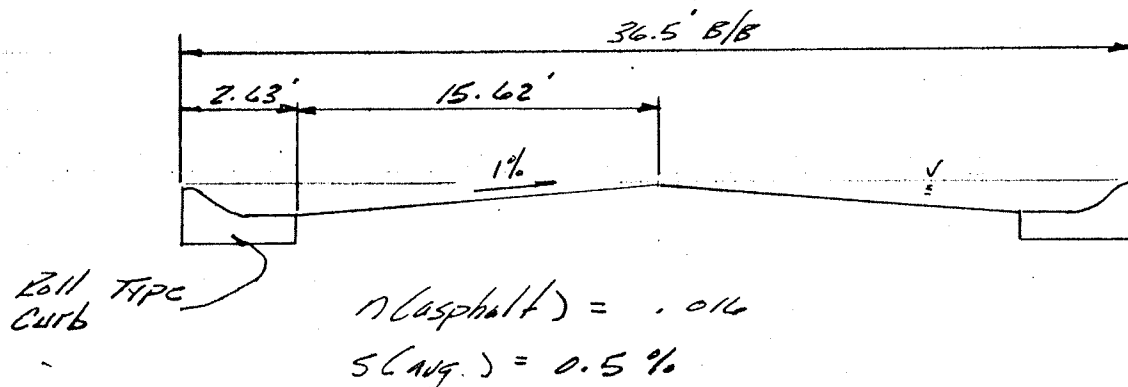 36.5' B/B
2.63' 15.62'
1%
Roll Type
Curb
n(asphalt) = .016
S(avg.) = 0.5%